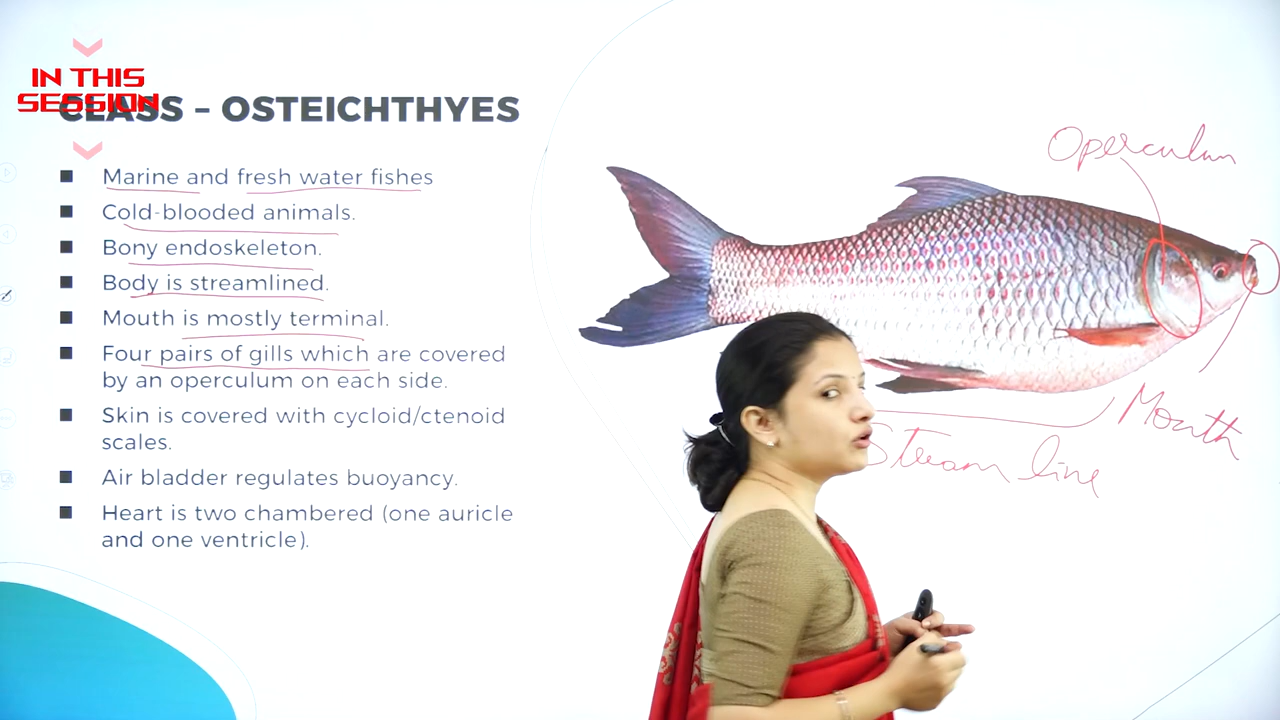 IN THIS
SESSION
CLASS – OSTEICHTHYES
Marine and fresh water fishes
Cold-blooded animals.
Bony endoskeleton.
Body is streamlined.
Mouth is mostly terminal.
Four pairs of gills which are covered
by an operculum on each side.
Skin is covered with cycloid/ctenoid
scales.
Air bladder regulates buoyancy.
Heart is two chambered (one auricle
and one ventricle).
Operculum
Mouth
Stream line